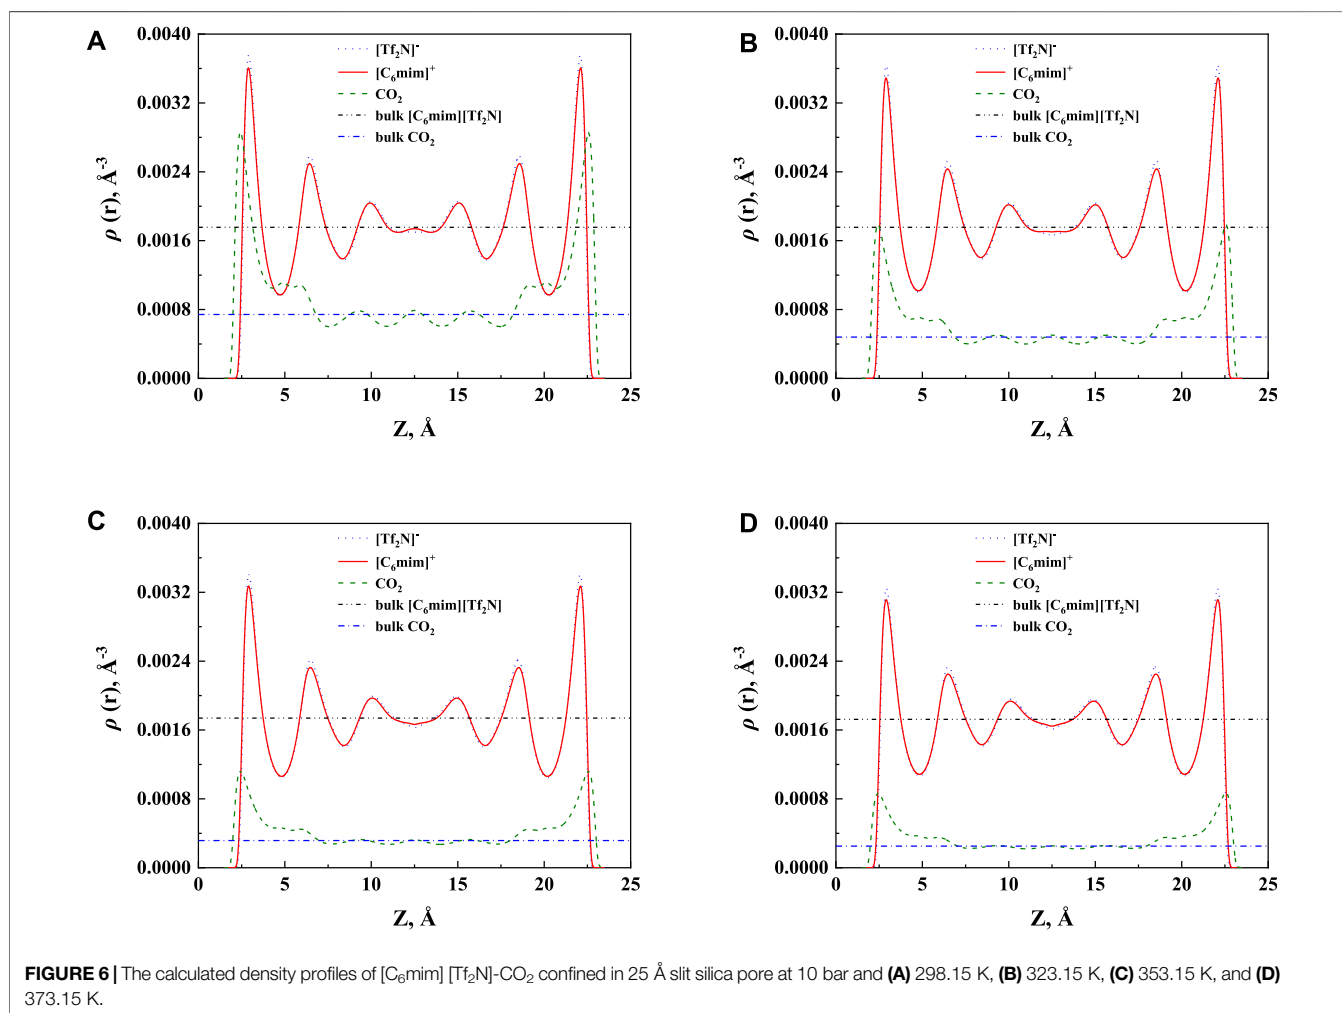 A
0.0040
0.0032
0.0024
0.0016
0.0008
0.0000
ρ (r), Å⁻³
[Tf₂N]⁻
[C₆mim]⁺
CO₂
bulk [C₆mim][Tf₂N]
bulk CO₂
0 5 10 15 20 25
Z, Å
B
0.0040
0.0032
0.0024
0.0016
0.0008
0.0000
ρ (r), Å⁻³
[Tf₂N]⁻
[C₆mim]⁺
CO₂
bulk [C₆mim][Tf₂N]
bulk CO₂
0 5 10 15 20 25
Z, Å
C
0.0040
0.0032
0.0024
0.0016
0.0008
0.0000
ρ (r), Å⁻³
[Tf₂N]⁻
[C₆mim]⁺
CO₂
bulk [C₆mim][Tf₂N]
bulk CO₂
0 5 10 15 20 25
Z, Å
D
0.0040
0.0032
0.0024
0.0016
0.0008
0.0000
ρ (r), Å⁻³
[Tf₂N]⁻
[C₆mim]⁺
CO₂
bulk [C₆mim][Tf₂N]
bulk CO₂
0 5 10 15 20 25
Z, Å
FIGURE 6 | The calculated density profiles of [C₆mim] [Tf₂N]-CO₂ confined in 25 Å slit silica pore at 10 bar and (A) 298.15 K, (B) 323.15 K, (C) 353.15 K, and (D)
373.15 K.